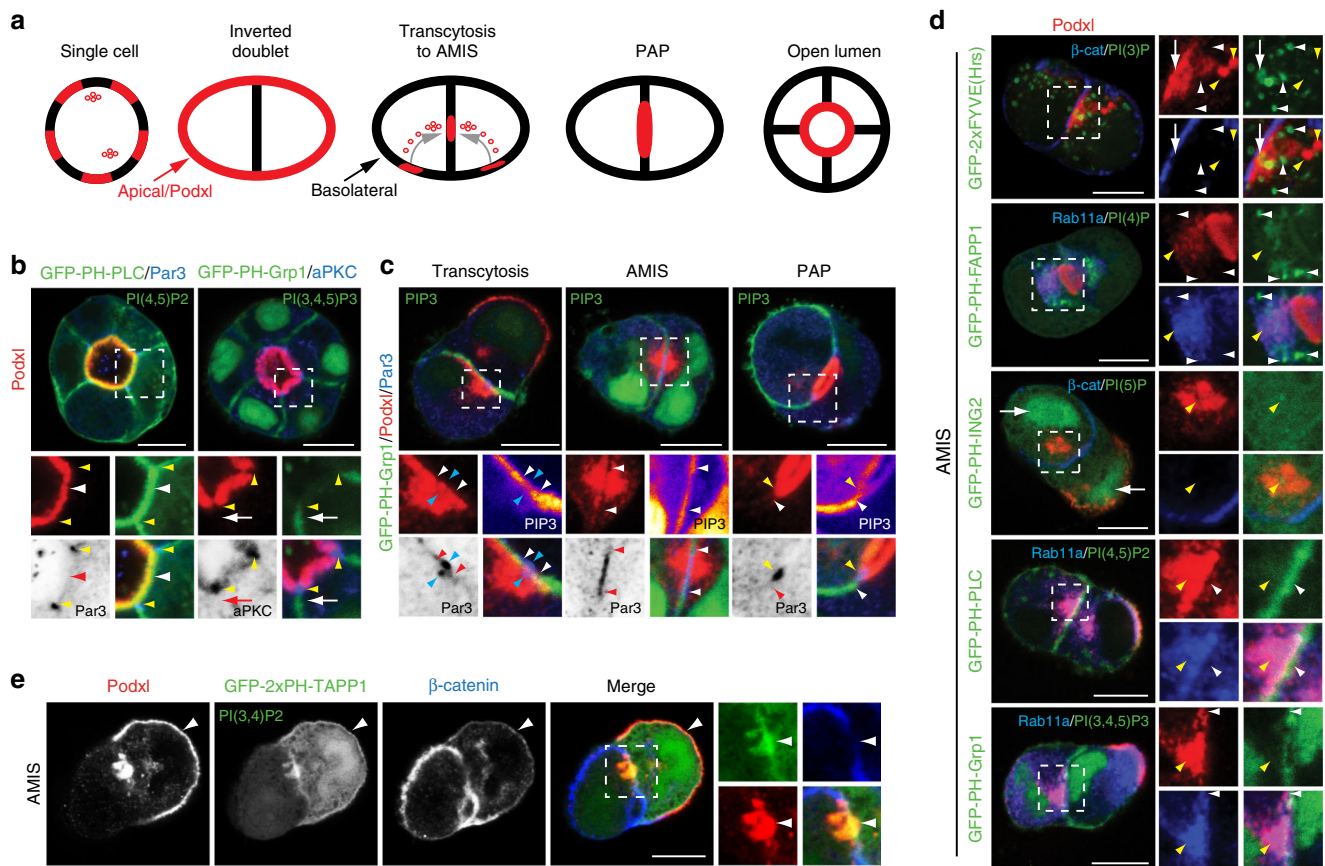 a
Single cell
Inverted
doublet
Transcytosis
to AMIS
PAP
Open lumen
Apical/Podxl
Basolateral
b
GFP-PH-PLC/Par3
GFP-PH-Grp1/aPKC
Podxl
PI(4,5)P2
PI(3,4,5)P3
Par3
aPKC
c
Transcytosis
AMIS
PAP
GFP-PH-Grp1/Podxl/Par3
PIP3
PIP3
PIP3
PIP3
PIP3
PIP3
Par3
Par3
Par3
d
Podxl
AMIS
GFP-2xFYVE(Hrs)
β-cat/PI(3)P
GFP-PH-FAPP1
Rab11a/PI(4)P
GFP-PH-ING2
β-cat/PI(5)P
GFP-PH-PLC
Rab11a/PI(4,5)P2
GFP-PH-Grp1
Rab11a/PI(3,4,5)P3
e
Podxl
GFP-2xPH-TAPP1
β-catenin
Merge
AMIS
PI(3,4)P2